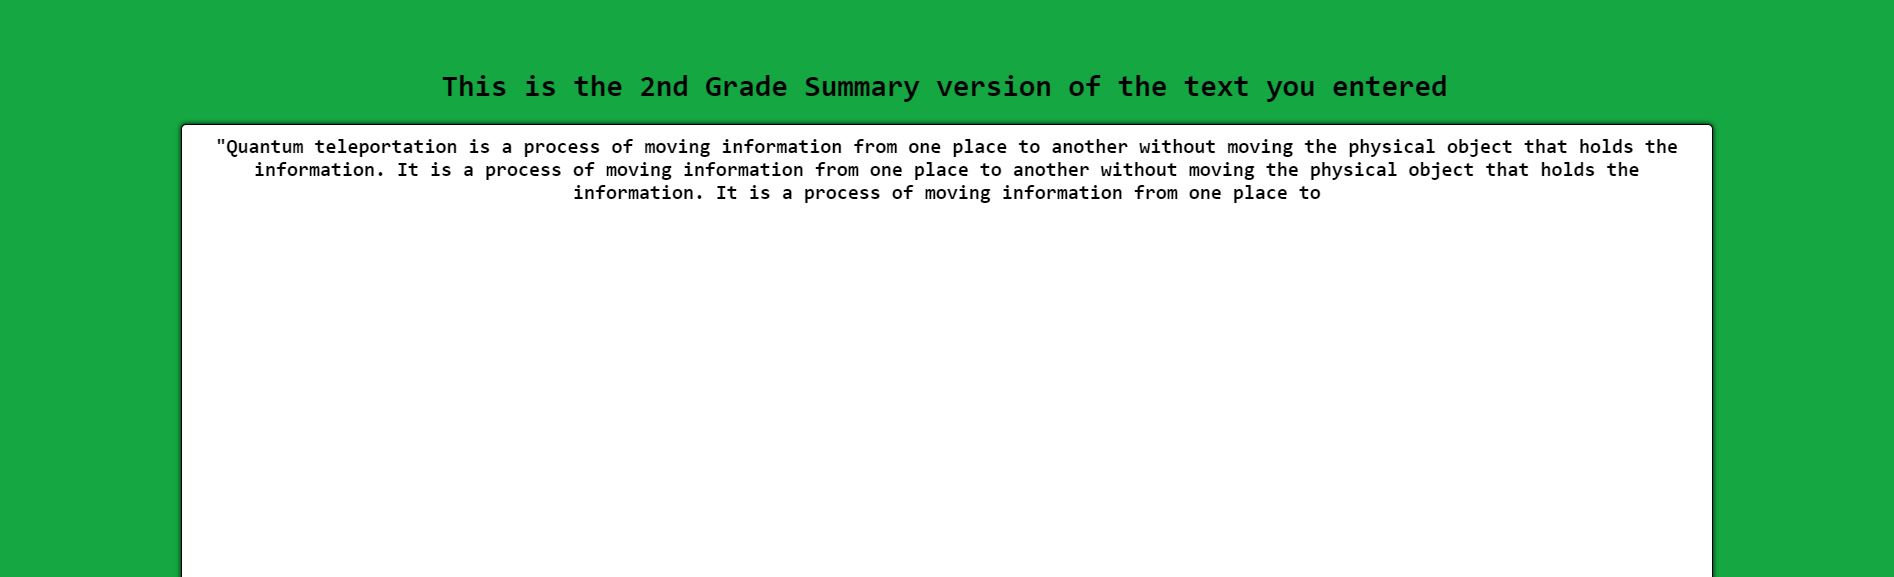 This is the 2nd Grade Summary version of the text you entered
"Quantum teleportation is a process of moving information from one place to another without moving the physical object that holds the
information. It is a process of moving information from one place to another without moving the physical object that holds the
information. It is a process of moving information from one place to